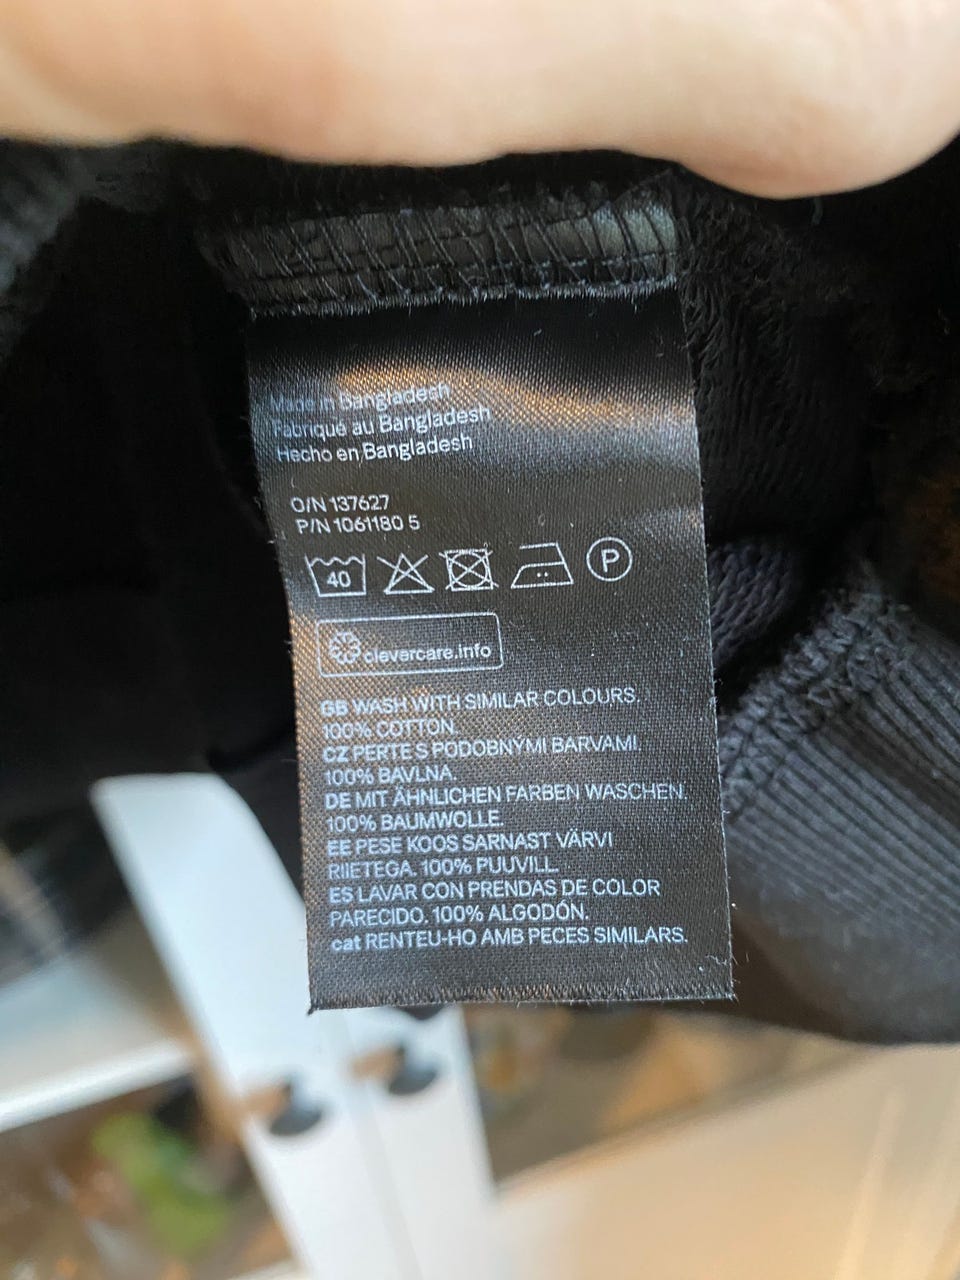 Made in Bangladesh
Fabriqué au Bangladesh
Hecho en Bangladesh
O/N 137627
P/N 1061180 5
40 P
clevercare.info
GB WASH WITH SIMILAR COLOURS.
100% COTTON.
CZ PERTE S PODOBNÝMI BARVAMI.
100% BAVLNA.
DE MIT ÄHNLICHEN FARBEN WASCHEN.
100% BAUMWOLLE.
EE PESE KOOS SARNAST VÄRVI
RIIETEGA. 100% PUUVILL.
ES LAVAR CON PRENDAS DE COLOR
PARECIDO. 100% ALGODÓN.
cat RENTEU-HO AMB PECES SIMILARS.